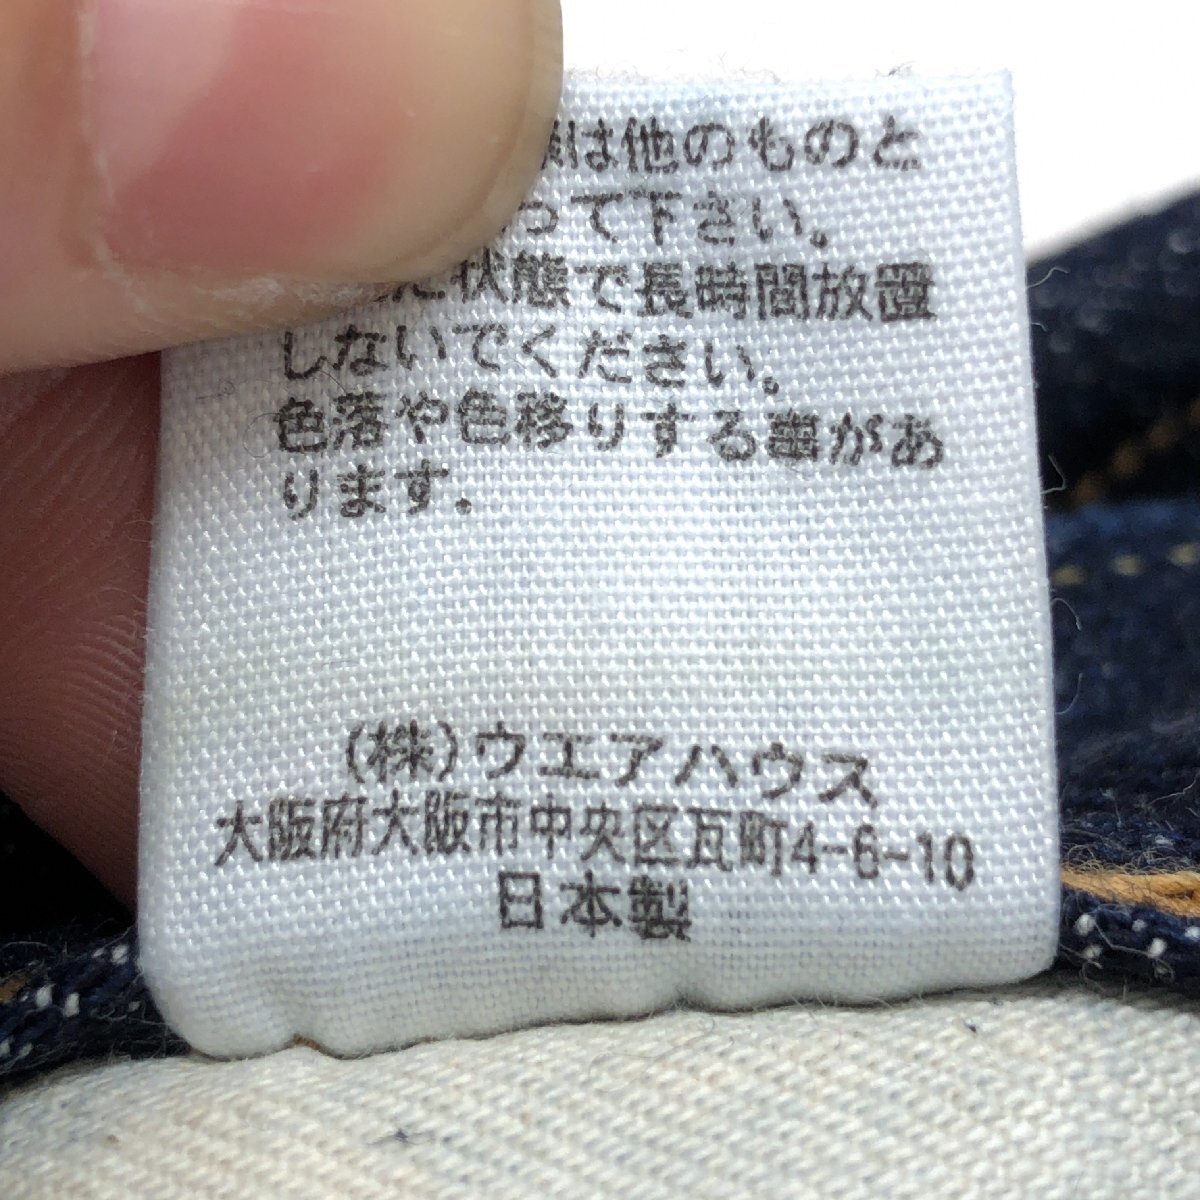 は他のものと
って下さい。
状態で長時間放置
しないでください。
色落や色移りする事があ
ります。
(株)ウエアハウス
大阪府大阪市中央区瓦町4-6-10
日本製